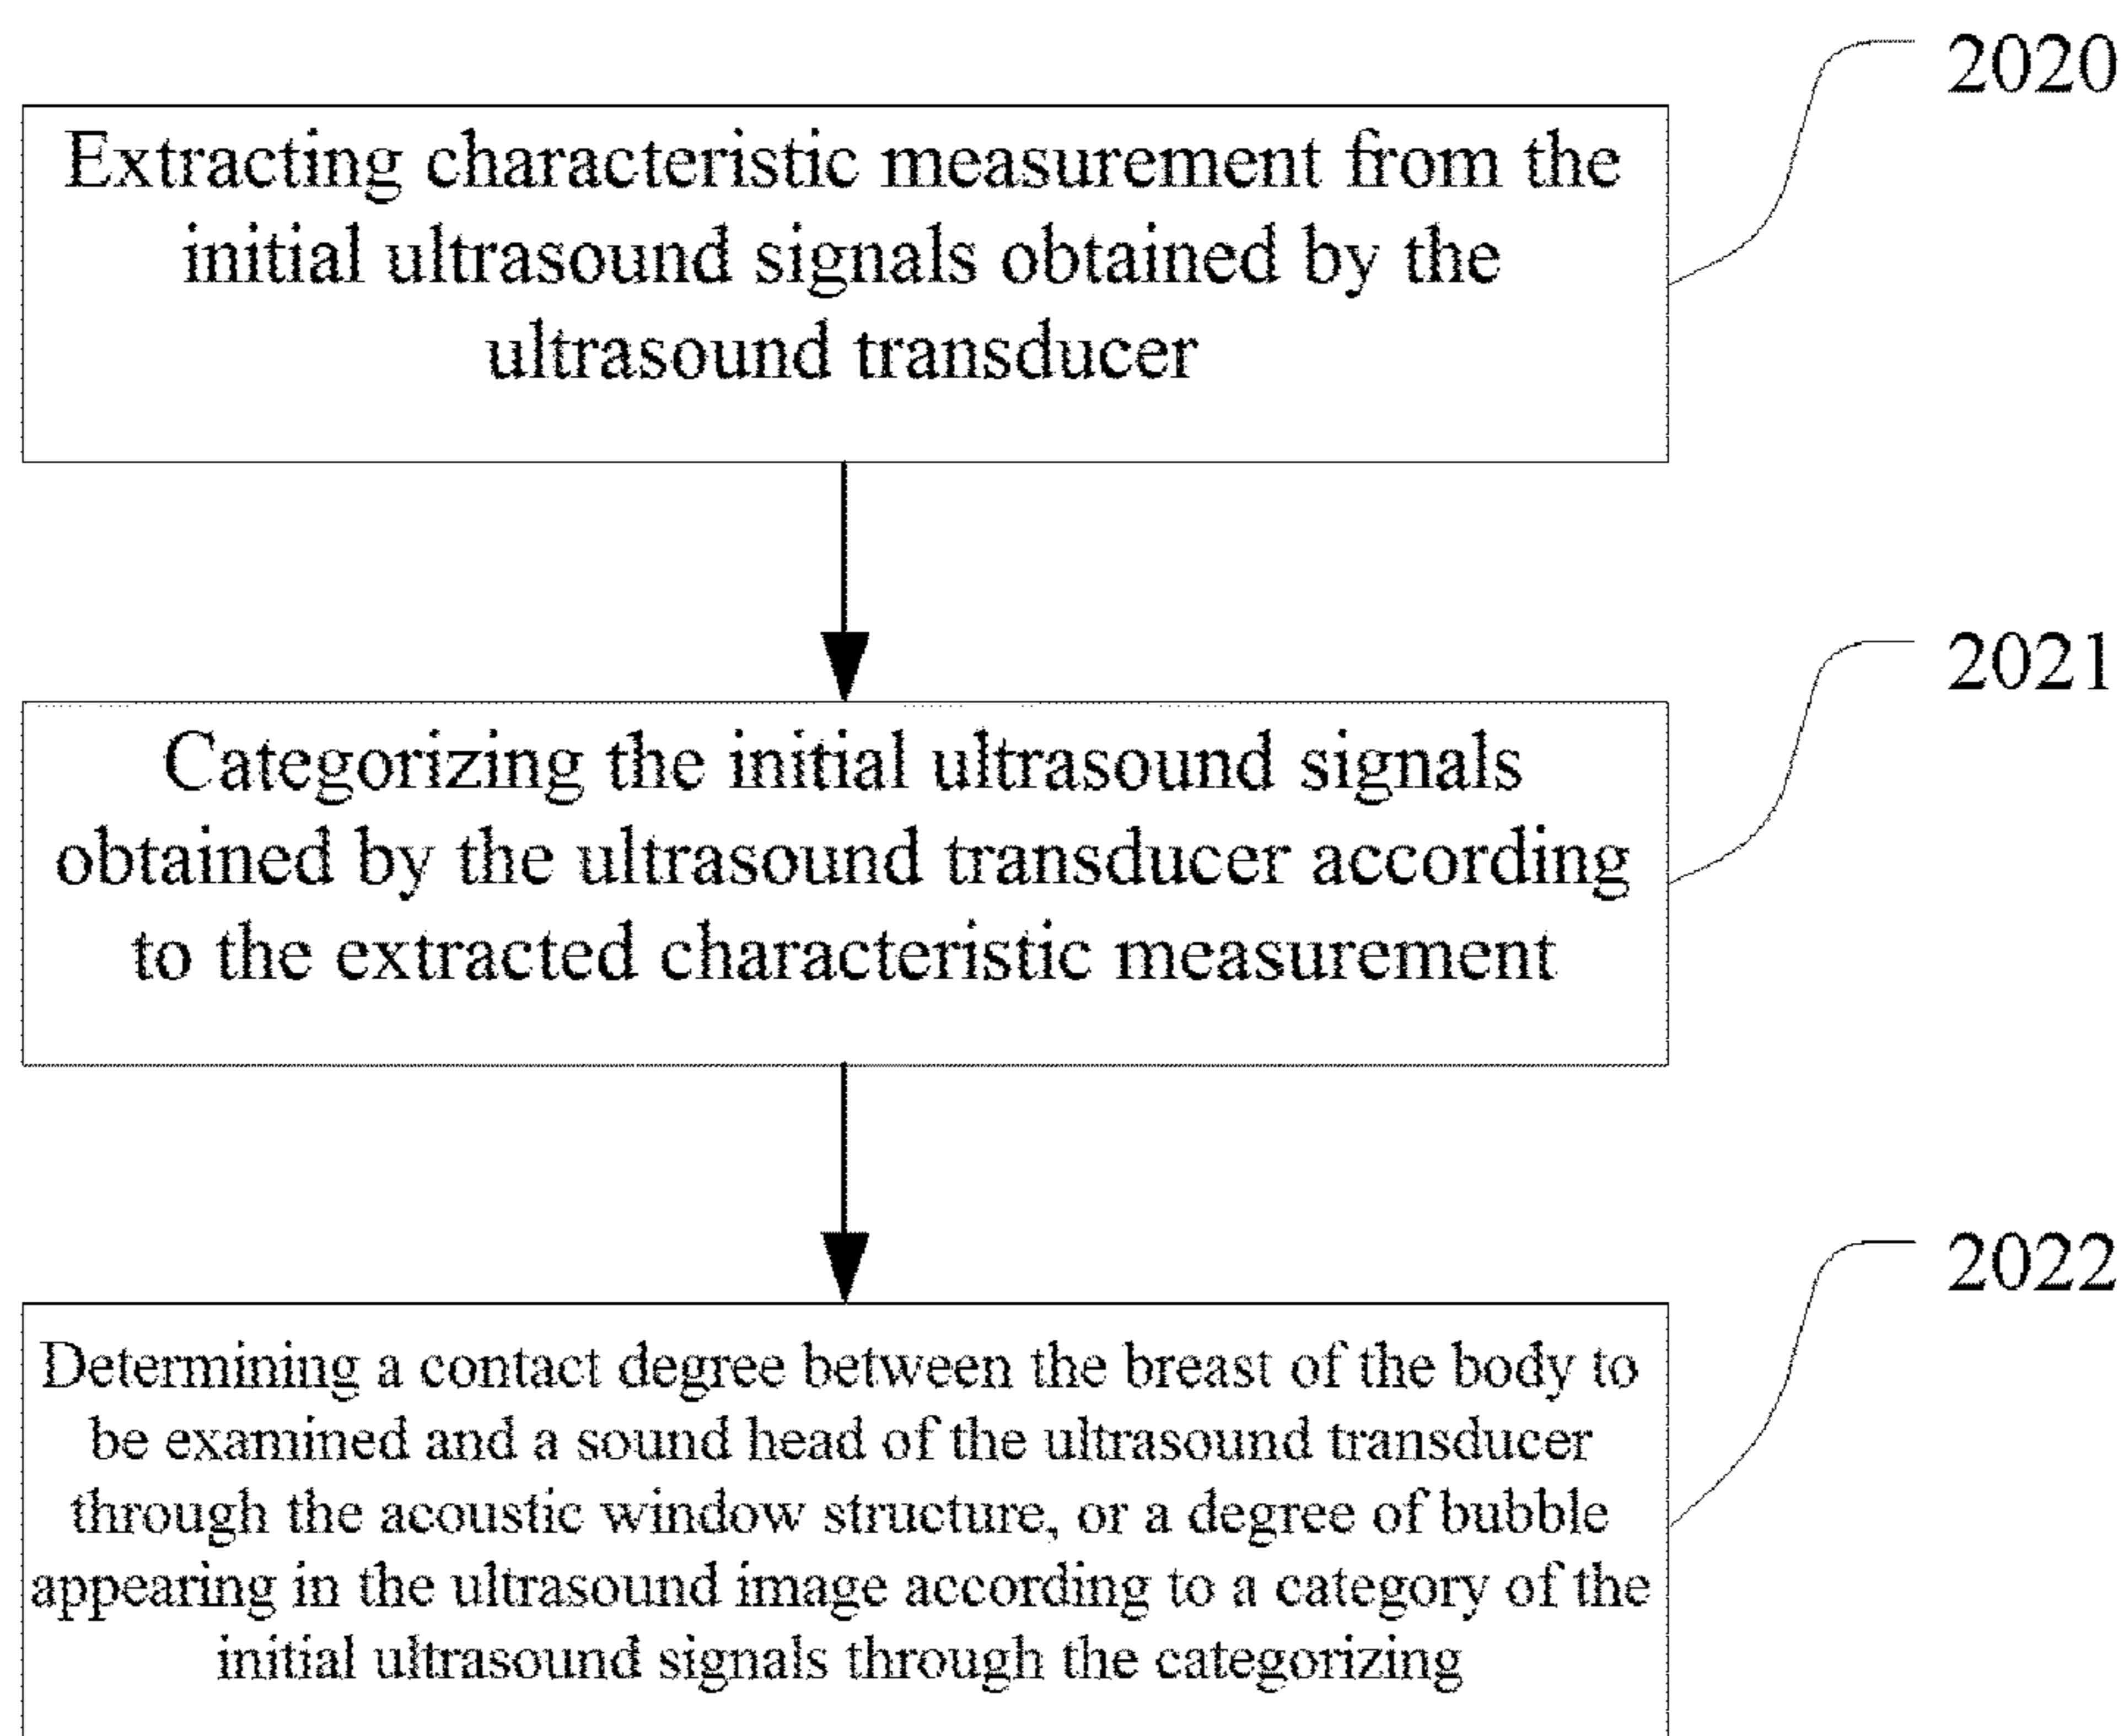 2020
Extracting characteristic measurement from the
initial ultrasound signals obtained by the
ultrasound transducer
2021
Categorizing the initial ultrasound signals
obtained by the ultrasound transducer according
to the extracted characteristic measurement
2022
Determining a contact degree between the breast of the body to
be examined and a sound head of the ultrasound transducer
through the acoustic window structure, or a degree of bubble
appearing in the ultrasound image according to a category of the
initial ultrasound signals through the categorizing